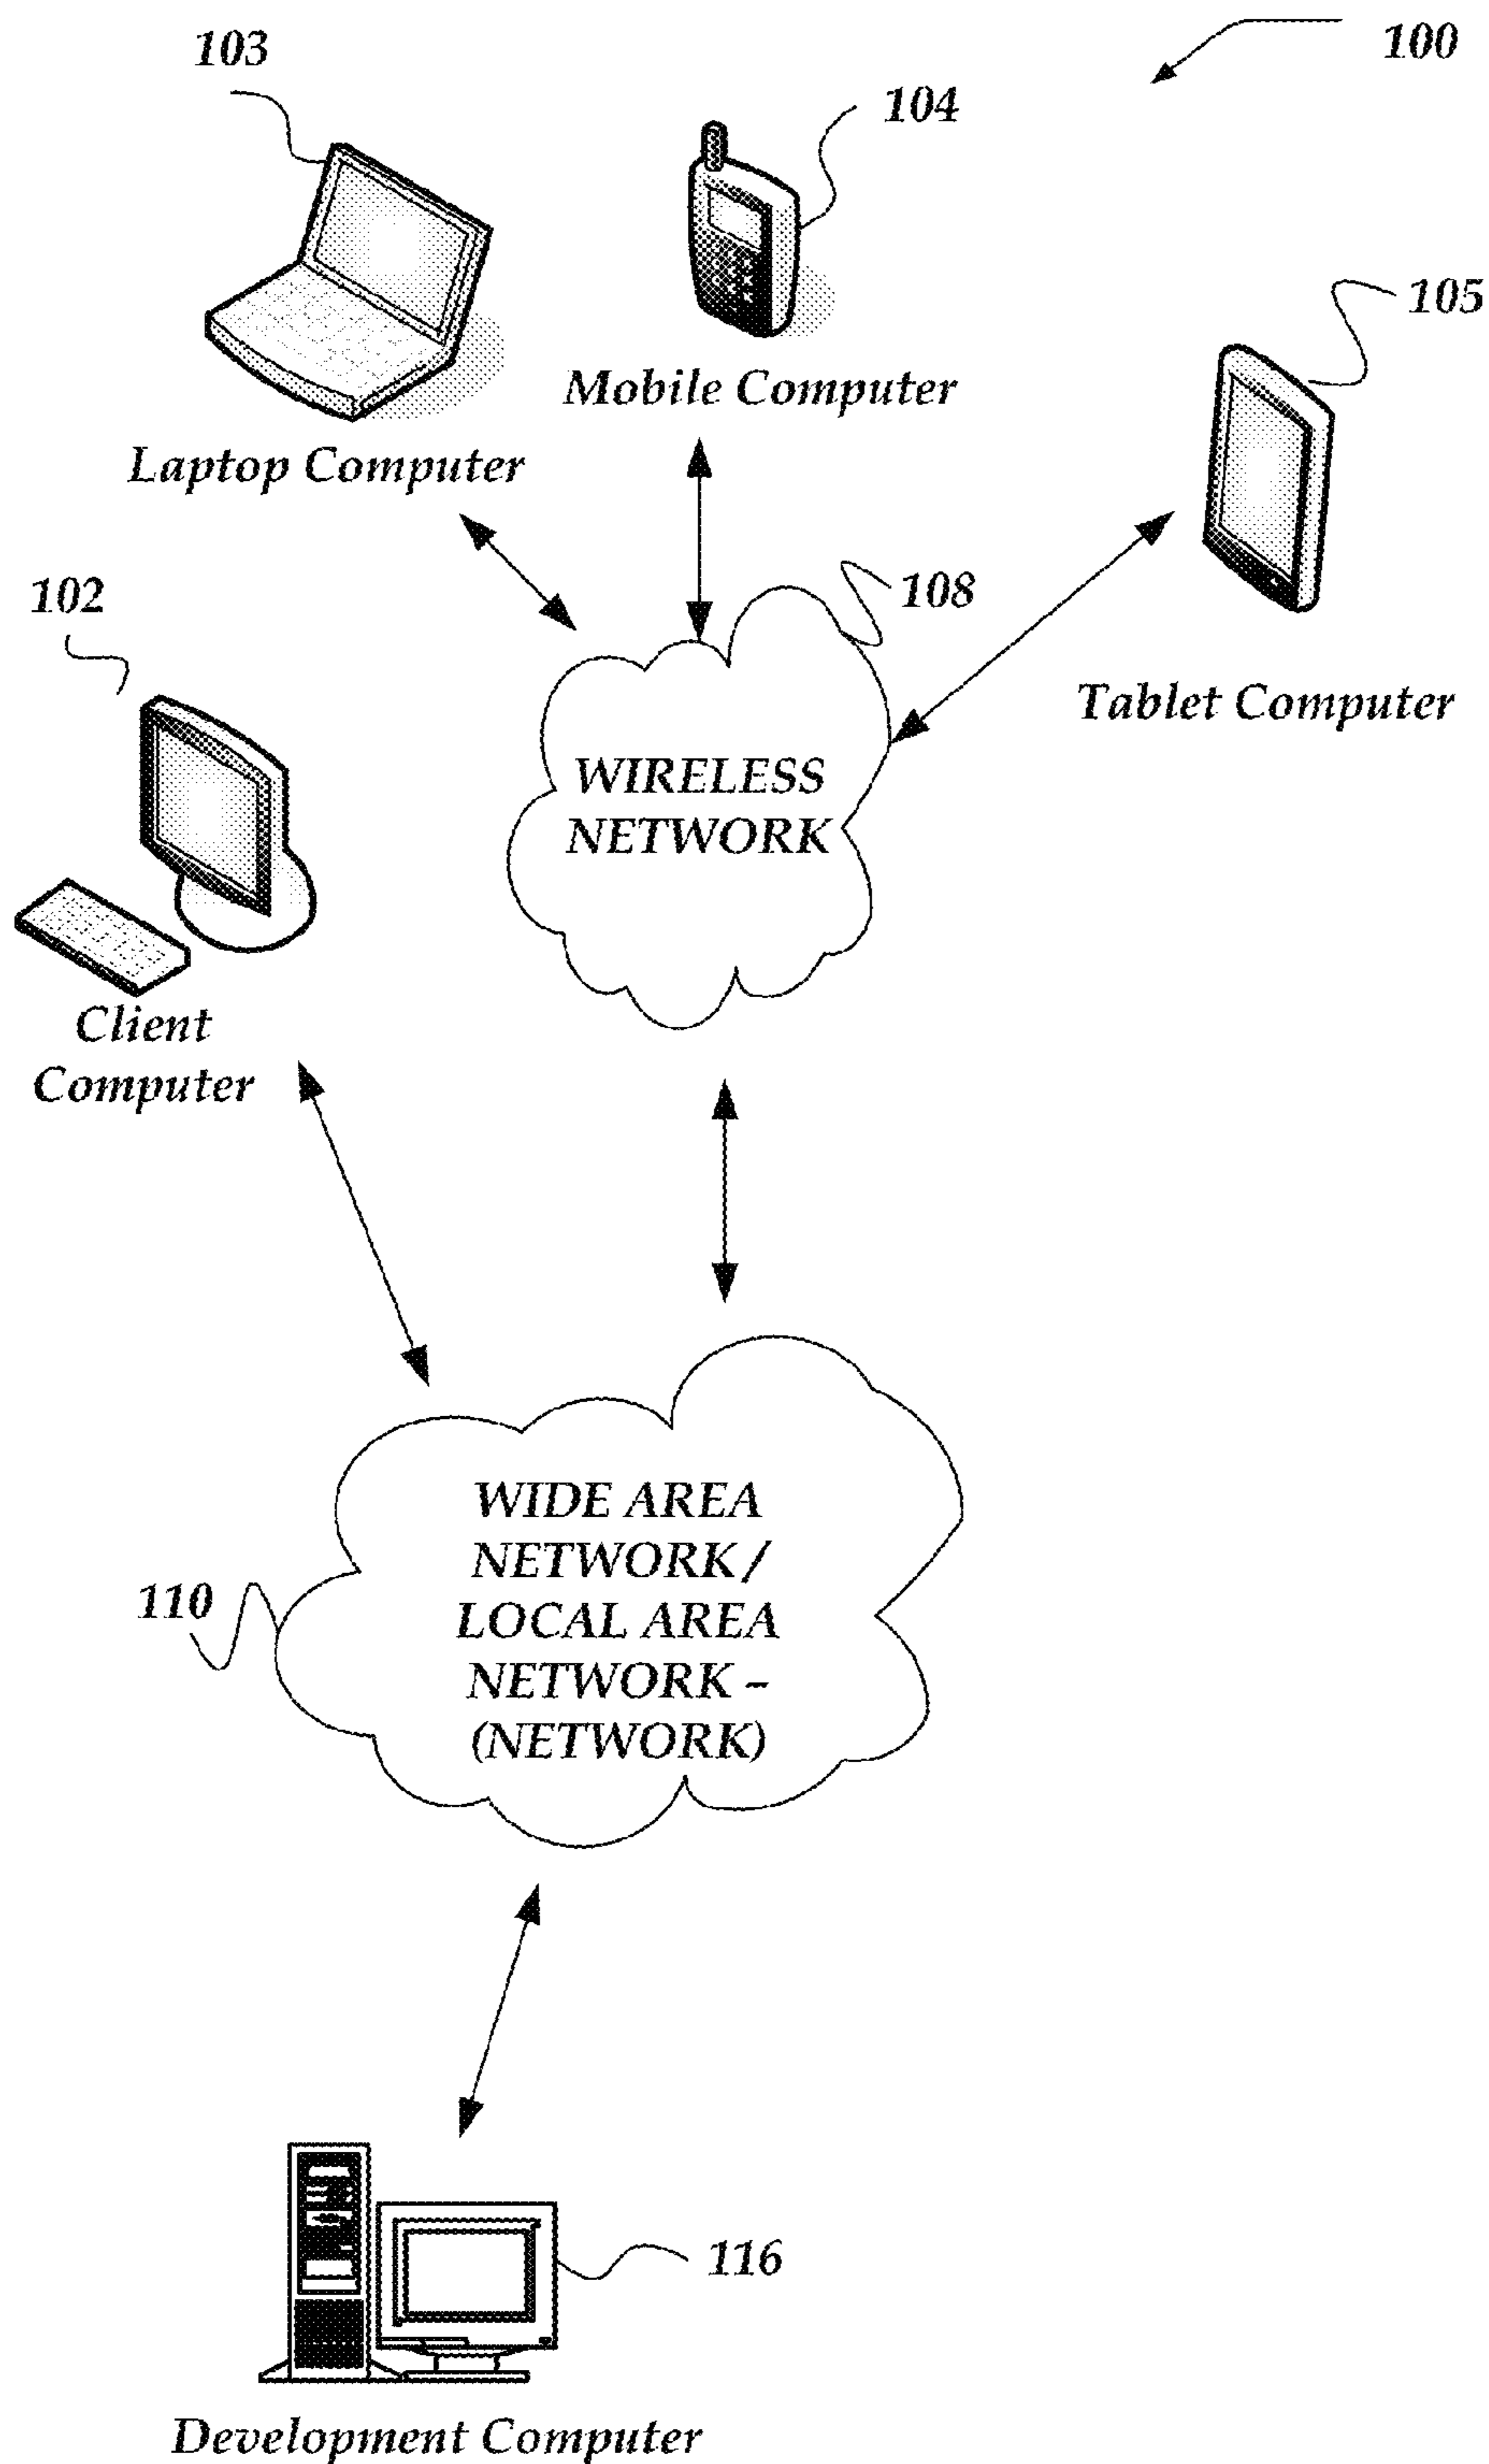 100
103
104
105
Mobile Computer
Laptop Computer
102
108
Tablet Computer
WIRELESS
NETWORK
Client
Computer
WIDE AREA
NETWORK /
LOCAL AREA
NETWORK –
(NETWORK)
110
116
Development Computer